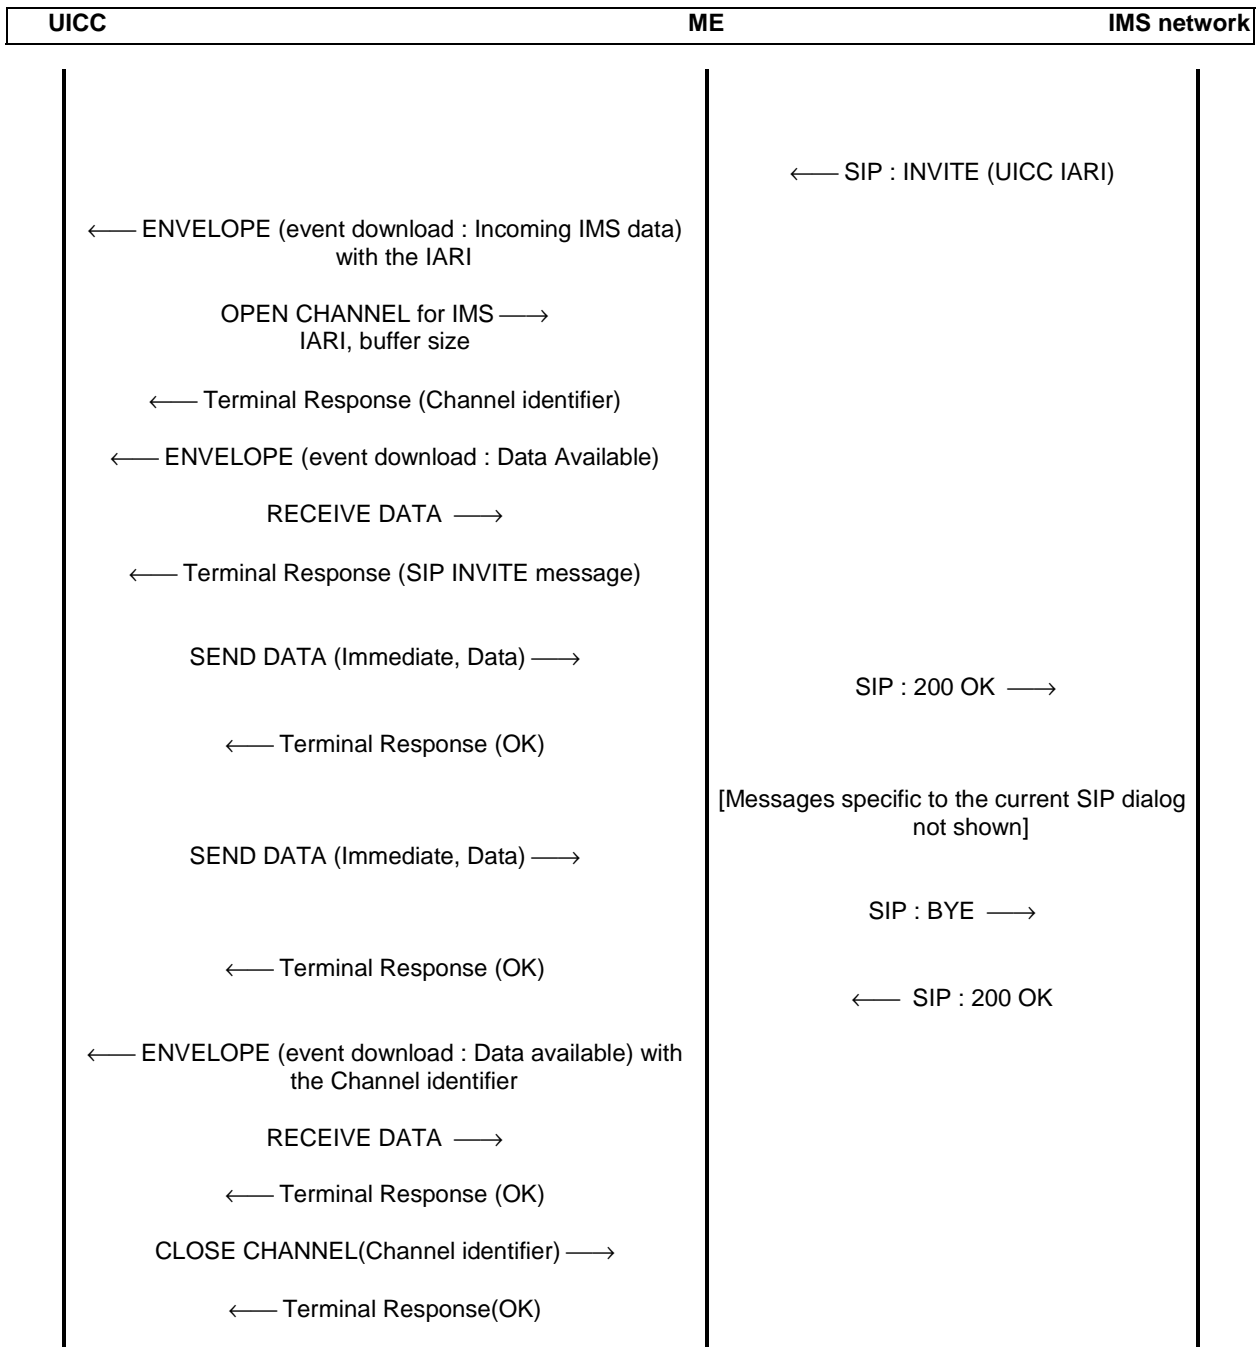 UICC ME IMS network
← SIP : INVITE (UICC IARI)
← ENVELOPE (event download : Incoming IMS data)
with the IARI
OPEN CHANNEL for IMS →
IARI, buffer size
← Terminal Response (Channel identifier)
← ENVELOPE (event download : Data Available)
RECEIVE DATA →
← Terminal Response (SIP INVITE message)
SEND DATA (Immediate, Data) →
SIP : 200 OK →
← Terminal Response (OK)
[Messages specific to the current SIP dialog
not shown]
SEND DATA (Immediate, Data) →
SIP : BYE →
← Terminal Response (OK)
← SIP : 200 OK
← ENVELOPE (event download : Data available) with
the Channel identifier
RECEIVE DATA →
← Terminal Response (OK)
CLOSE CHANNEL(Channel identifier) →
← Terminal Response(OK)